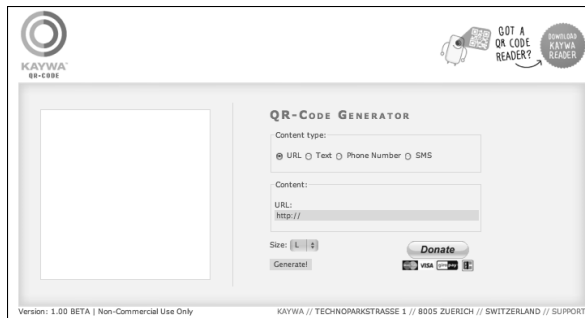 KAYWA
QR-CODE
GOT A
QR CODE
READER?
DOWNLOAD
KAYWA
READER
QR-CODE GENERATOR
Content type:
URL Text Phone Number SMS
Content:
URL:
http://
Size: L
Donate
Generate!
VISA
Version: 1.00 BETA | Non-Commercial Use Only
KAYWA // TECHNOPARKSTRASSE 1 // 8005 ZUERICH // SWITZERLAND // SUPPORT